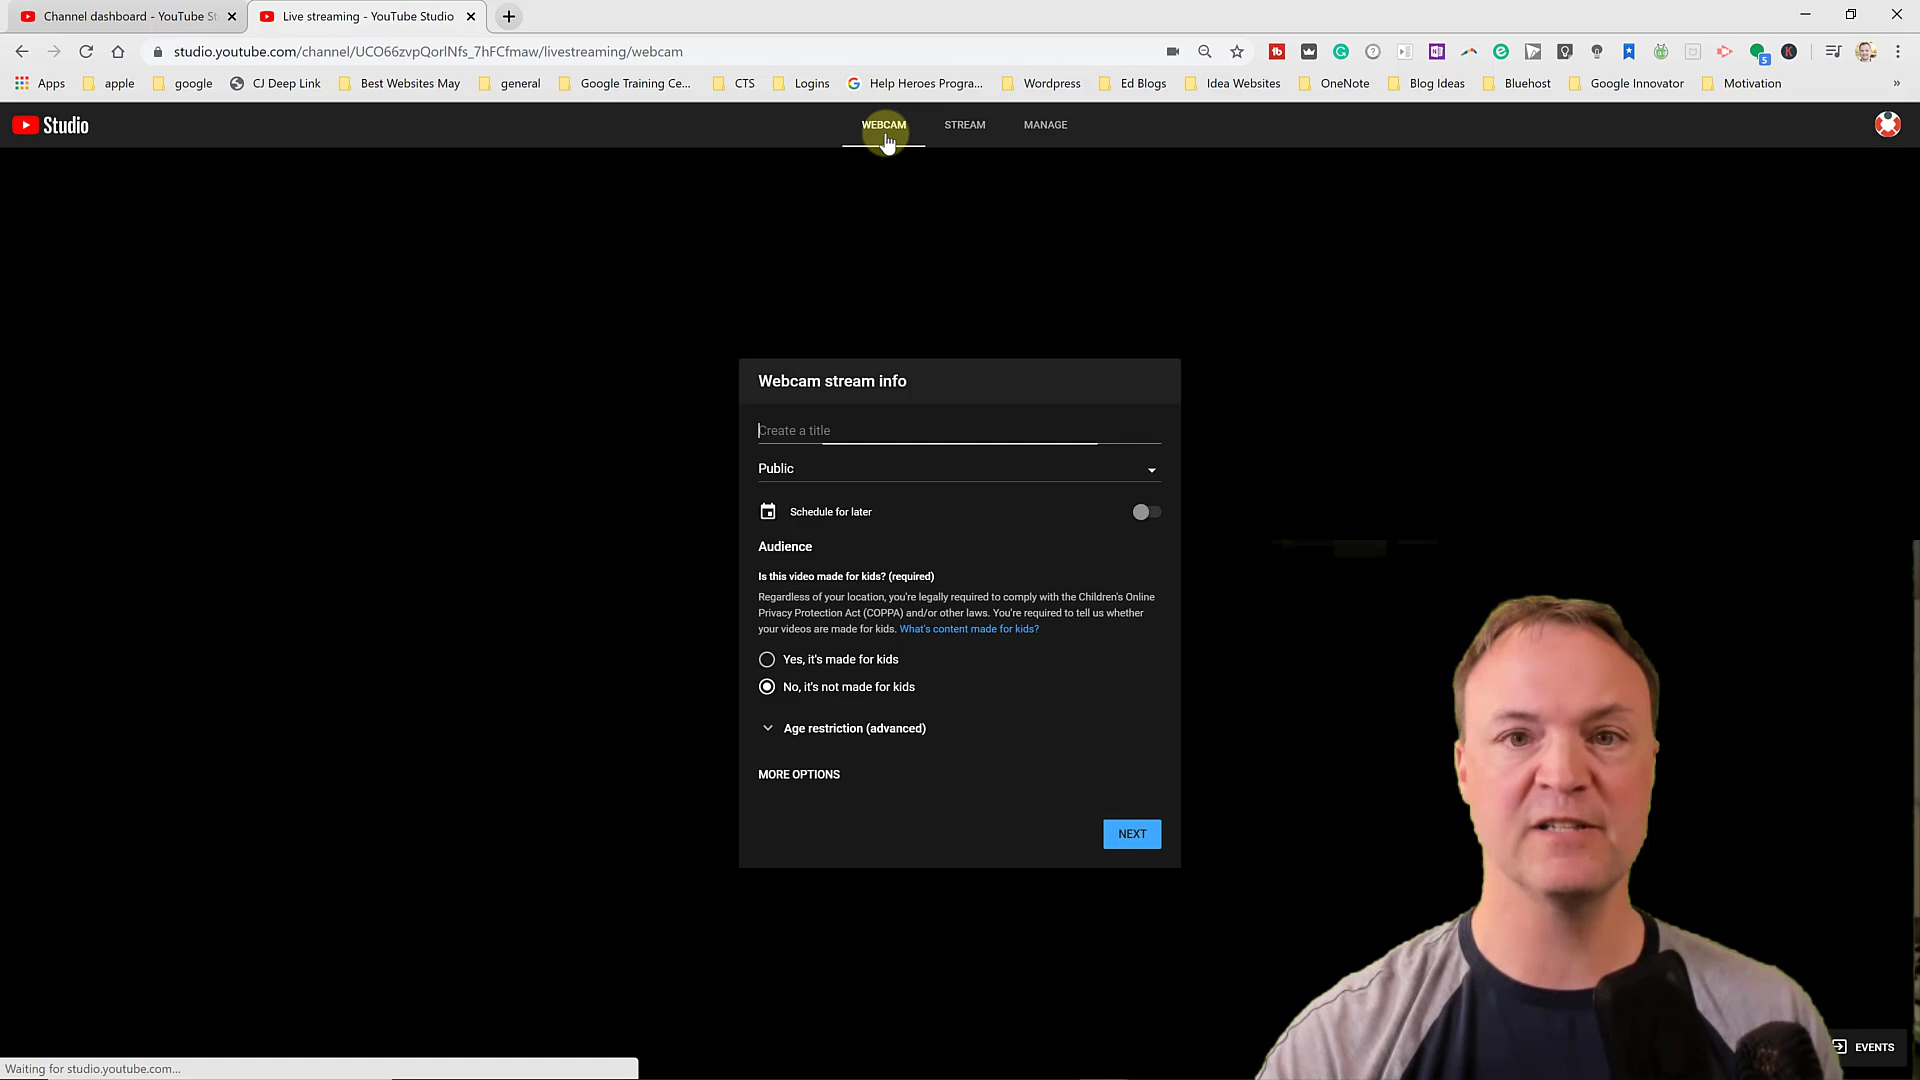 Channel dashboard - YouTube St
Live streaming - YouTube Studio
studio.youtube.com/channel/UCO66zvpQorlNfs_7hFCfmaw/livestreaming/webcam
Apps apple google CJ Deep Link Best Websites May general Google Training Ce... CTS Logins Help Heroes Progra... Wordpress Ed Blogs Idea Websites OneNote Blog Ideas Bluehost Google Innovator Motivation »
Studio
WEBCAM STREAM MANAGE
Webcam stream info
Create a title
Public
Schedule for later
Audience
Is this video made for kids? (required)
Regardless of your location, you're legally required to comply with the Children's Online
Privacy Protection Act (COPPA) and/or other laws. You're required to tell us whether
your videos are made for kids. What's content made for kids?
Yes, it's made for kids
No, it's not made for kids
Age restriction (advanced)
MORE OPTIONS
NEXT
EVENTS
Waiting for studio.youtube.com...